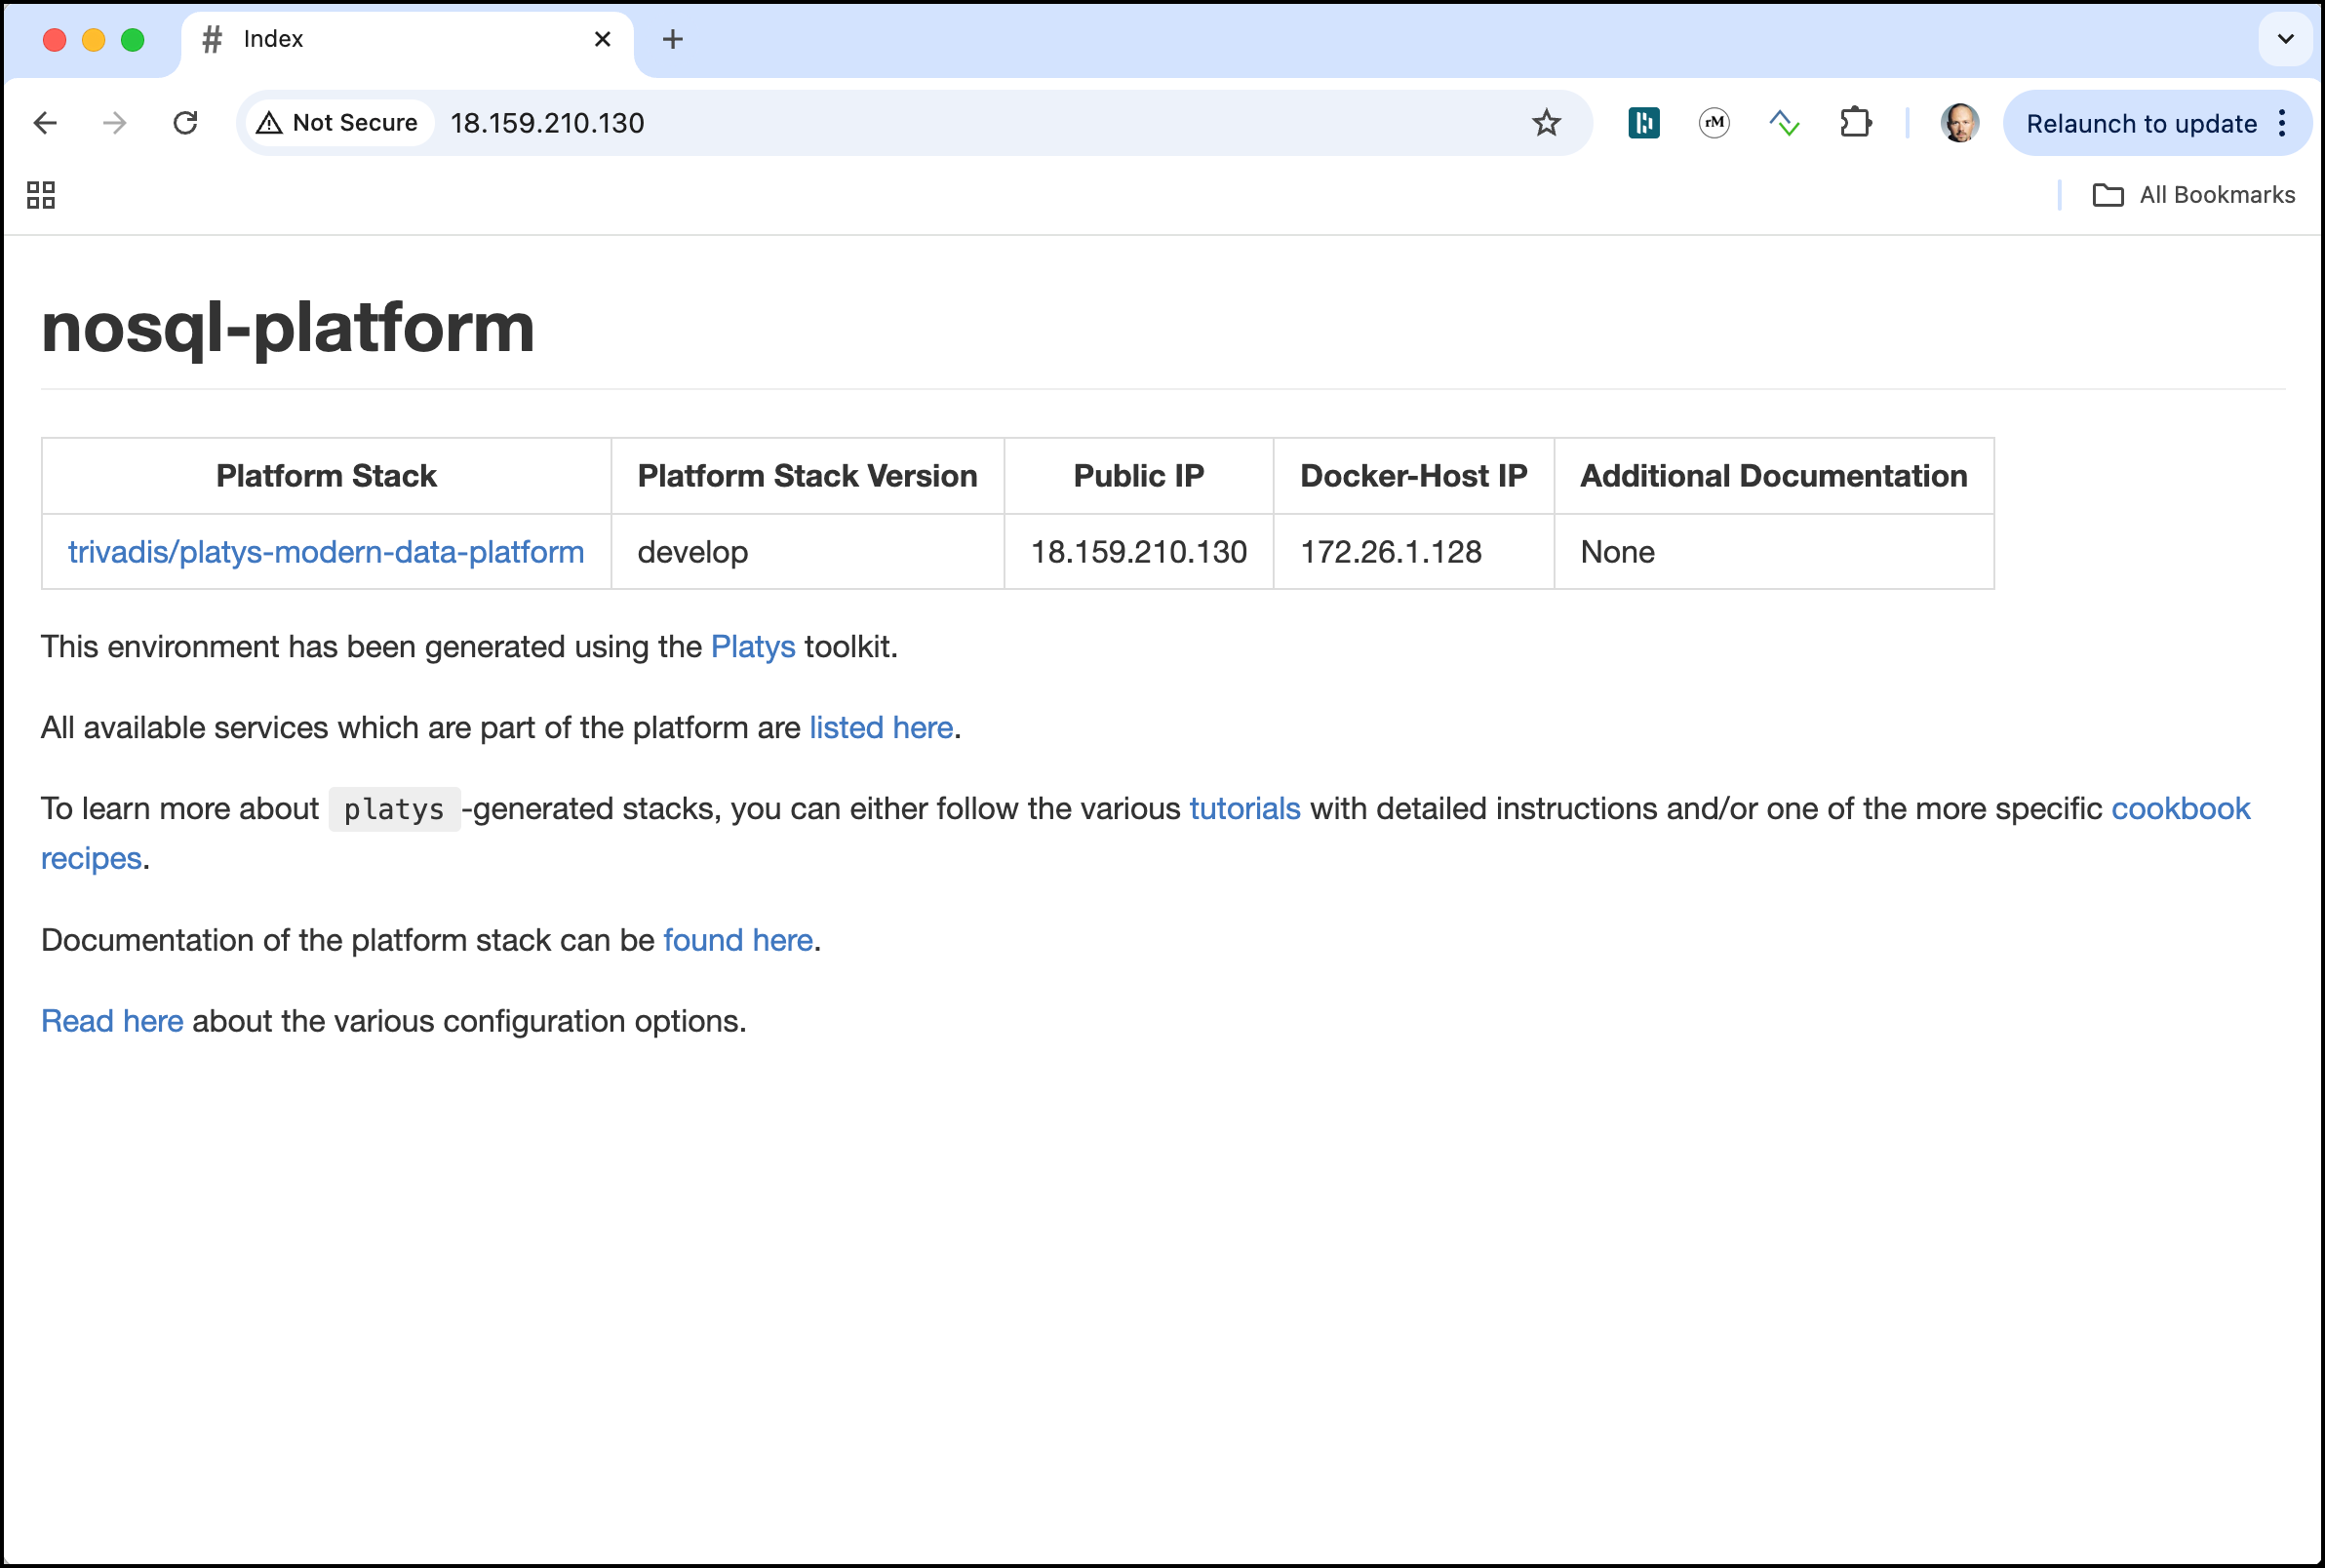 Index
Not Secure 18.159.210.130
rM
Relaunch to update
All Bookmarks
nosql-platform
Platform Stack Platform Stack Version Public IP Docker-Host IP Additional Documentation
trivadis/platys-modern-data-platform develop 18.159.210.130 172.26.1.128 None
This environment has been generated using the Platys toolkit.
All available services which are part of the platform are listed here.
To learn more about platys -generated stacks, you can either follow the various tutorials with detailed instructions and/or one of the more specific cookbook
recipes.
Documentation of the platform stack can be found here.
Read here about the various configuration options.